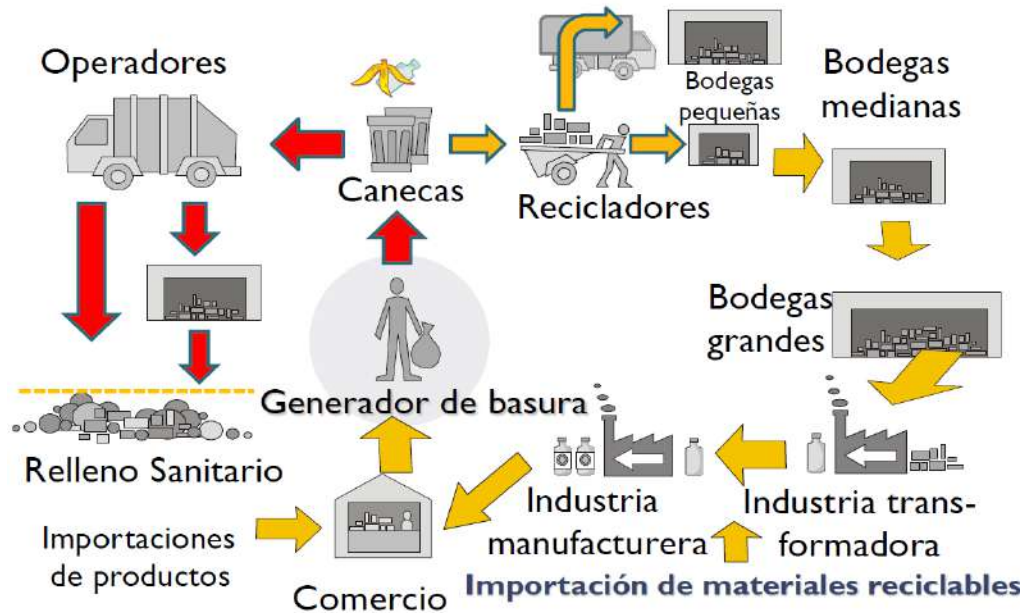 Operadores
Canecas
Recicladores
Bodegas
pequeñas
Bodegas
medianas
Bodegas
grandes
Generador de basura
Relleno Sanitario
Industria
manufacturera
Industria trans-
formadora
Importaciones
de productos
Comercio
Importación de materiales reciclables